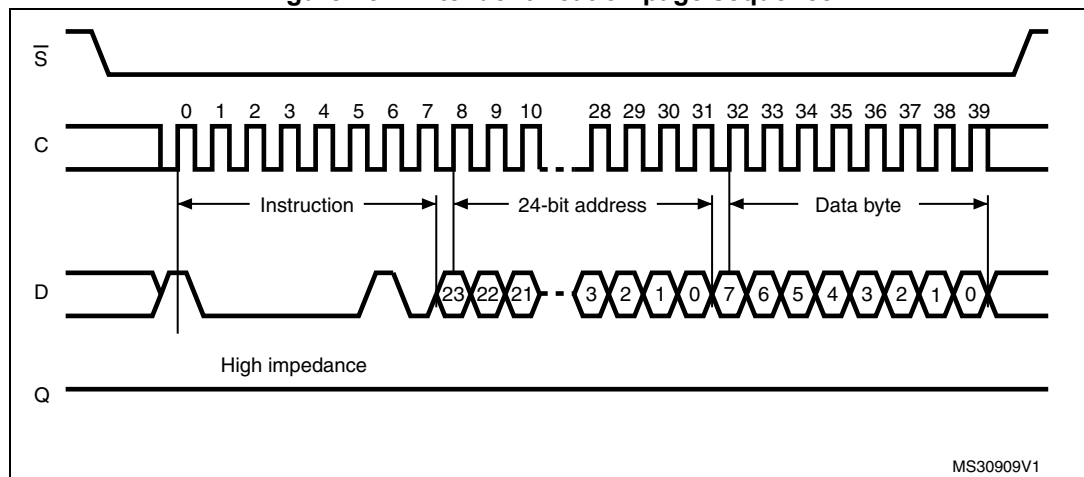 S
0 1 2 3 4 5 6 7 8 9 10 28 29 30 31 32 33 34 35 36 37 38 39
C
Instruction 24-bit address Data byte
D
23 22 21 3 2 1 0 7 6 5 4 3 2 1 0
High impedance
Q
MS30909V1